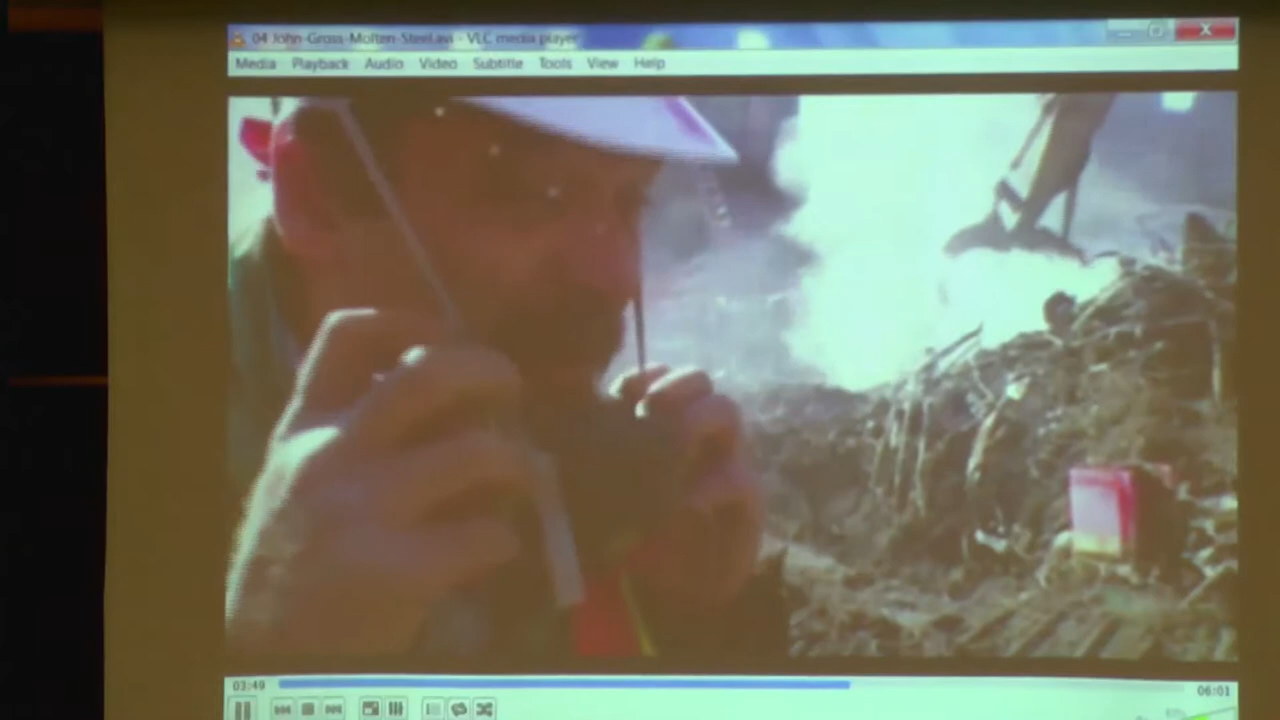 04 John-Gross-Molten-Steel.avi - VLC media player
Media Playback Audio Video Subtitle Tools View Help
03:49
06:01